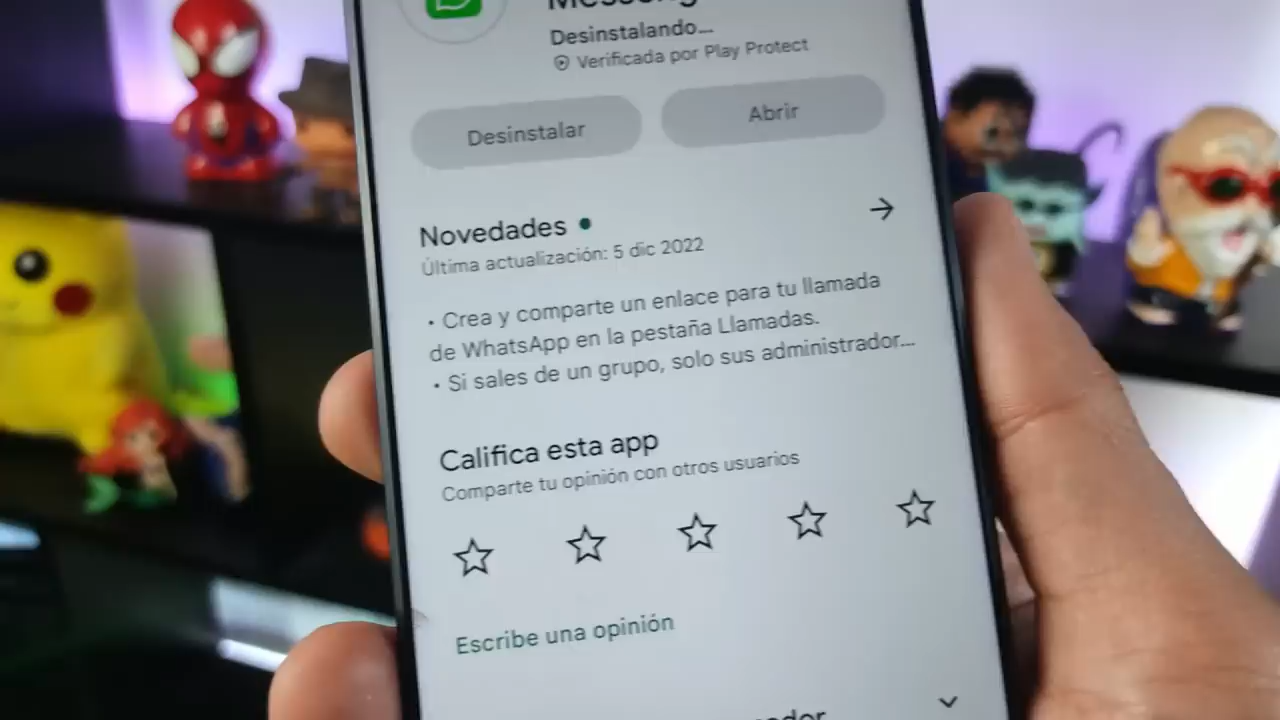 Desinstalando...
Verificada por Play Protect
Desinstalar
Abrir
Novedades
Última actualización: 5 dic 2022
• Crea y comparte un enlace para tu llamada
de WhatsApp en la pestaña Llamadas.
• Si sales de un grupo, solo sus administrador...
Califica esta app
Comparte tu opinión con otros usuarios
Escribe una opinión